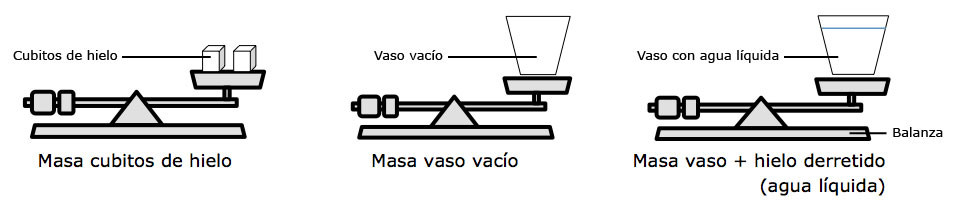 Cubitos de hielo
Masa cubitos de hielo
Vaso vacío
Masa vaso vacío
Vaso con agua líquida
Balanza
Masa vaso + hielo derretido
(agua líquida)